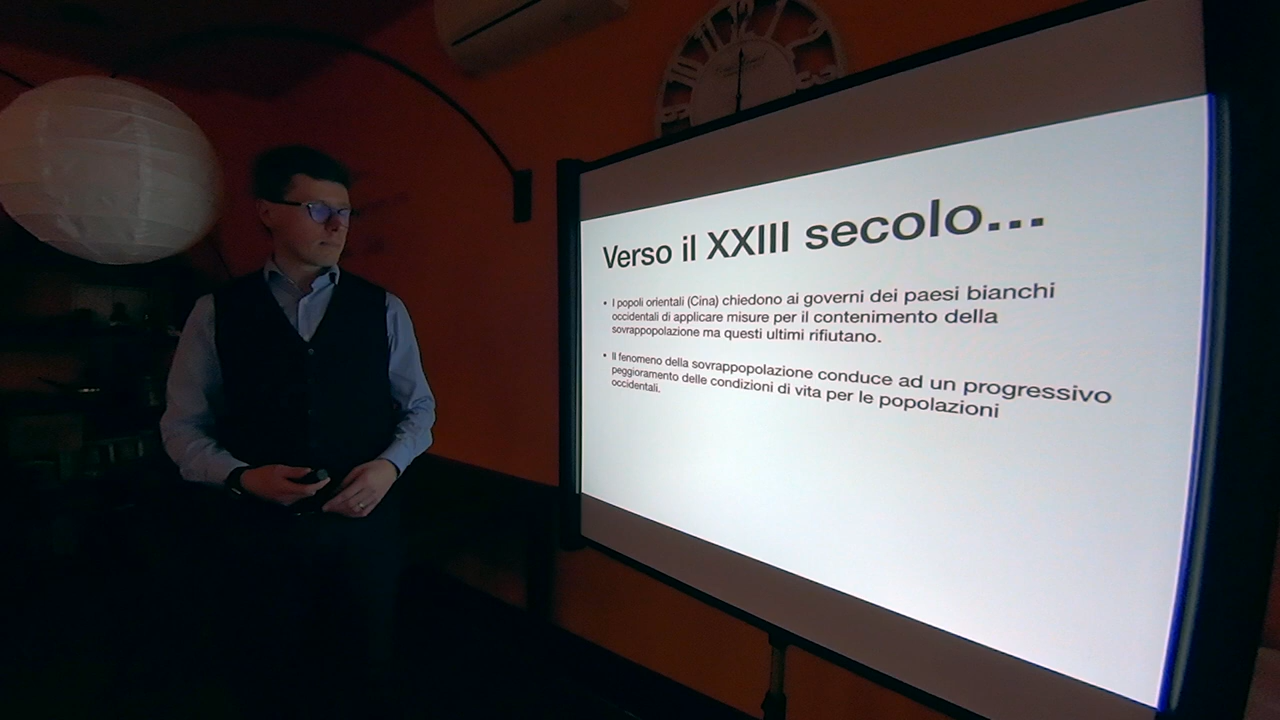 12
Verso il XXIII secolo...
• I popoli orientali (Cina) chiedono ai governi dei paesi bianchi
occidentali di applicare misure per il contenimento della
sovrappopolazione ma questi ultimi rifiutano.
• Il fenomeno della sovrappopolazione conduce ad un progressivo
peggioramento delle condizioni di vita per le popolazioni
occidentali.